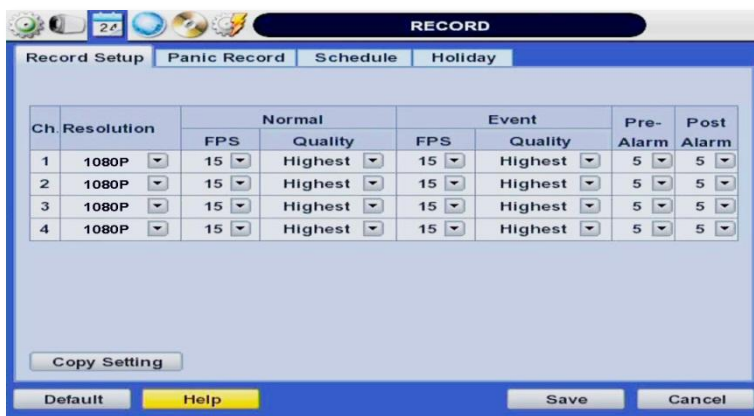 24
RECORD
Record Setup Panic Record Schedule Holiday
Ch. Resolution Normal Event Pre-Alarm Post Alarm
FPS Quality FPS Quality
1 1080P 15 Highest 15 Highest 5 5
2 1080P 15 Highest 15 Highest 5 5
3 1080P 15 Highest 15 Highest 5 5
4 1080P 15 Highest 15 Highest 5 5
Copy Setting
Default Help Save Cancel